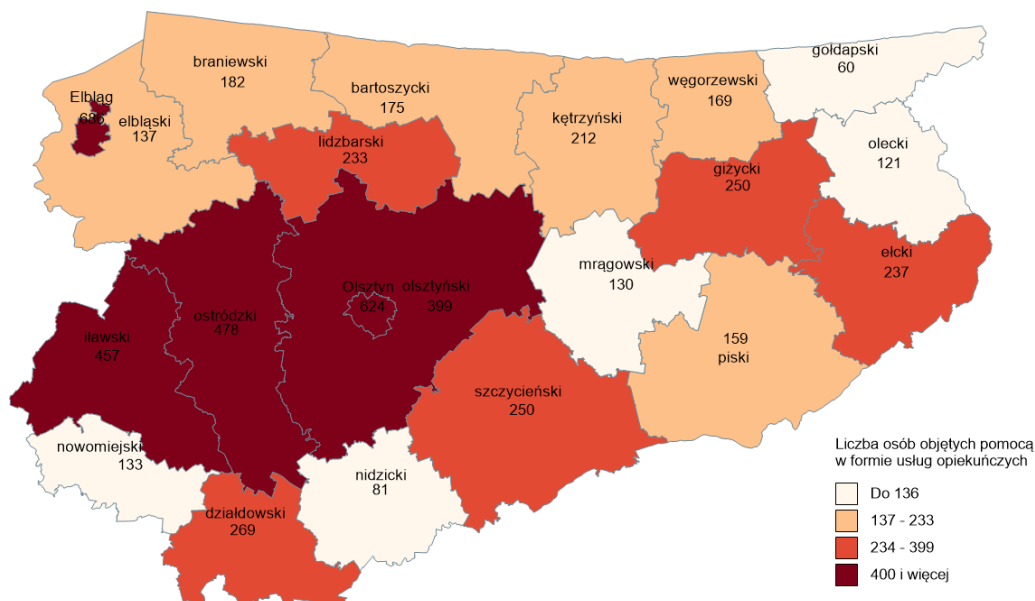 gołdapski
60
braniewski
182
węgorzewski
169
bartoszycki
175
Elbląg
686
elbląski
137
kętrzyński
212
lidzbarski
233
olecki
121
giżycki
250
ełcki
237
mrągowski
130
Olsztyn
624
olsztyński
399
ostródzki
478
iławski
457
159
piski
szczycieński
250
nowomiejski
133
nidzicki
81
działdowski
269
Liczba osób objętych pomocą
w formie usług opiekuńczych
Do 136
137 - 233
234 - 399
400 i więcej